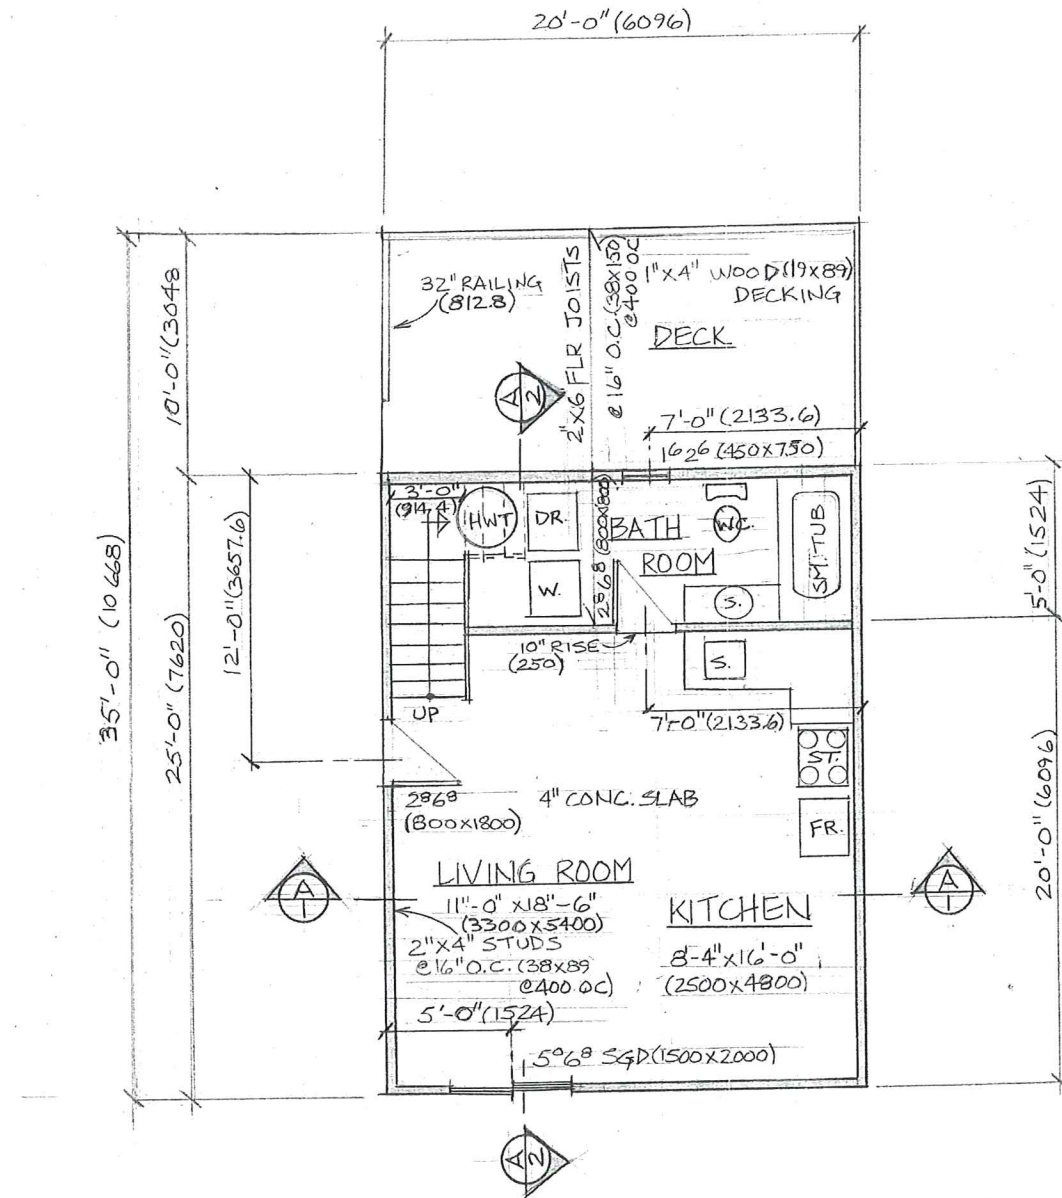 20'-0" (6096)
32" RAILING
(812.8)
2"X6" FLR JOISTS
@ 16" O.C. (38X150
@400 OC
1"X4" WOOD (19X89)
DECKING
DECK
10'-0" (3048
A
2
7'-0" (2133.6)
1⁶2⁶ (450X750)
35'-0" (10668)
25'-0" (7620)
12'-0" (3657.6)
3'-0"
(914.4)
HWT
DR.
W.
2⁸6⁸ (800X1800)
BATH
ROOM
W.C.
S.
SM. TUB
5'-0" (1524)
10" RISE
(250)
S.
7'-0" (2133.6)
UP
ST.
FR.
2⁸6⁸
(800X1800)
4" CONC. SLAB
20'-0" (6096)
A
1
A
1
LIVING ROOM
11'-0" X18"-6"
(3300X5400)
2"X4" STUDS
@16" O.C. (38X89
@400 OC)
KITCHEN
8'-4"X16'-0"
(2500X4800)
5'-0" (1524)
5⁰6⁸ SGD. (1500X2000)
A
2